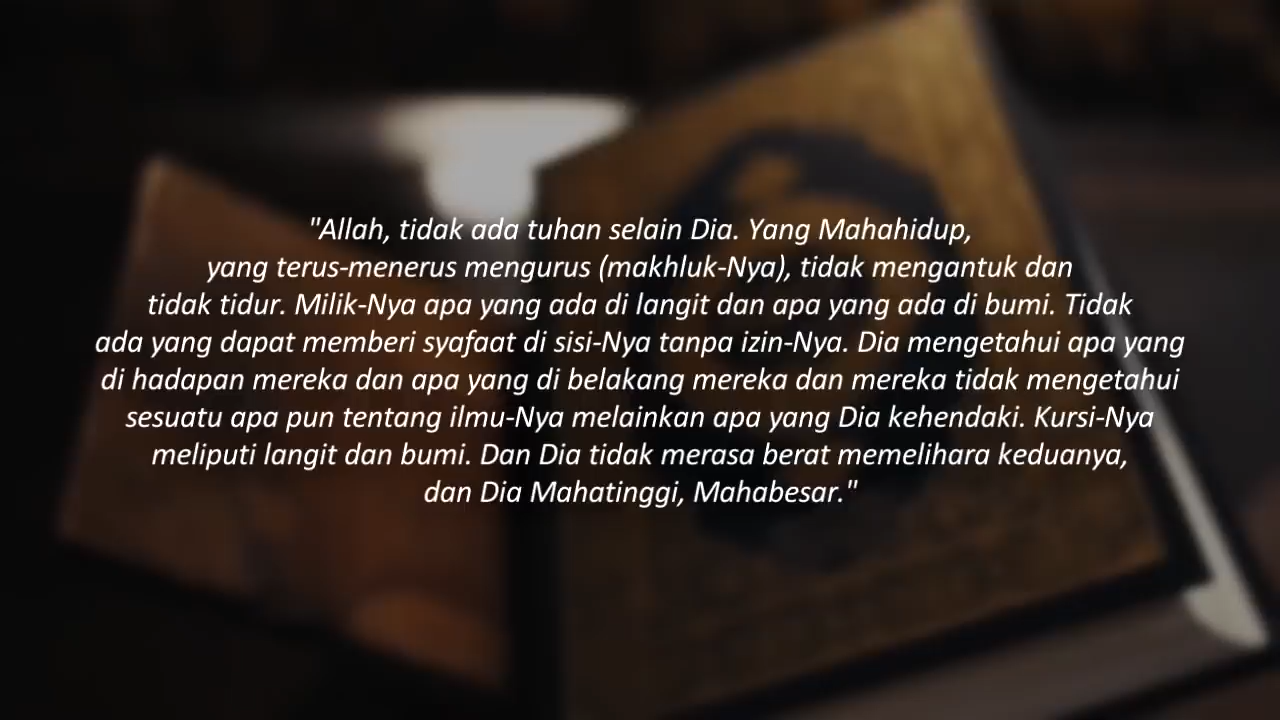 "Allah, tidak ada tuhan selain Dia. Yang Mahahidup,
yang terus-menerus mengurus (makhluk-Nya), tidak mengantuk dan
tidak tidur. Milik-Nya apa yang ada di langit dan apa yang ada di bumi. Tidak
ada yang dapat memberi syafaat di sisi-Nya tanpa izin-Nya. Dia mengetahui apa yang
di hadapan mereka dan apa yang di belakang mereka dan mereka tidak mengetahui
sesuatu apa pun tentang ilmu-Nya melainkan apa yang Dia kehendaki. Kursi-Nya
meliputi langit dan bumi. Dan Dia tidak merasa berat memelihara keduanya,
dan Dia Mahatinggi, Mahabesar."